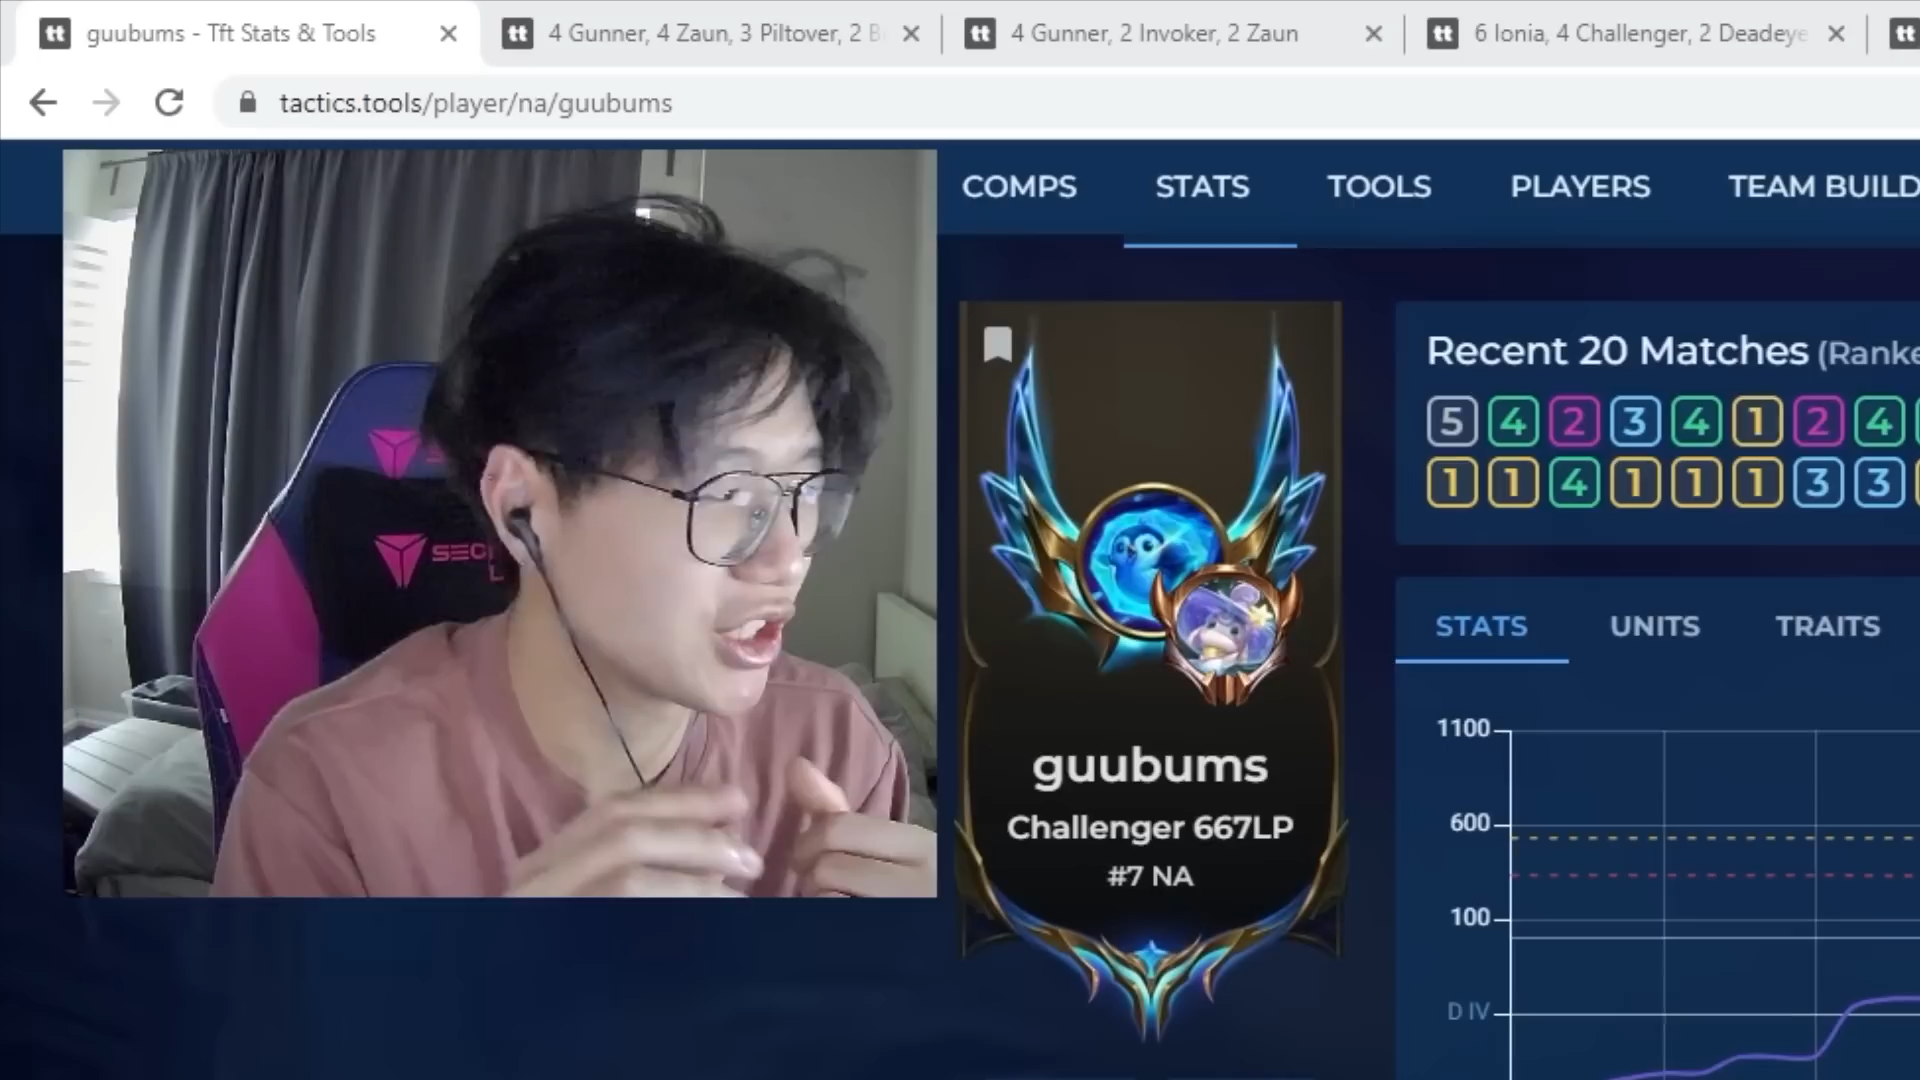 guubums - Tft Stats & Tools
4 Gunner, 4 Zaun, 3 Piltover, 2 B
4 Gunner, 2 Invoker, 2 Zaun
6 Ionia, 4 Challenger, 2 Deadeye
tactics.tools/player/na/guubums
COMPS STATS TOOLS PLAYERS TEAM BUILD
Recent 20 Matches (Ranke
5 4 2 3 4 1 2 4
1 1 4 1 1 1 3 3
SEC
L
guubums
Challenger 667LP
#7 NA
STATS UNITS TRAITS
1100
600
100
D IV